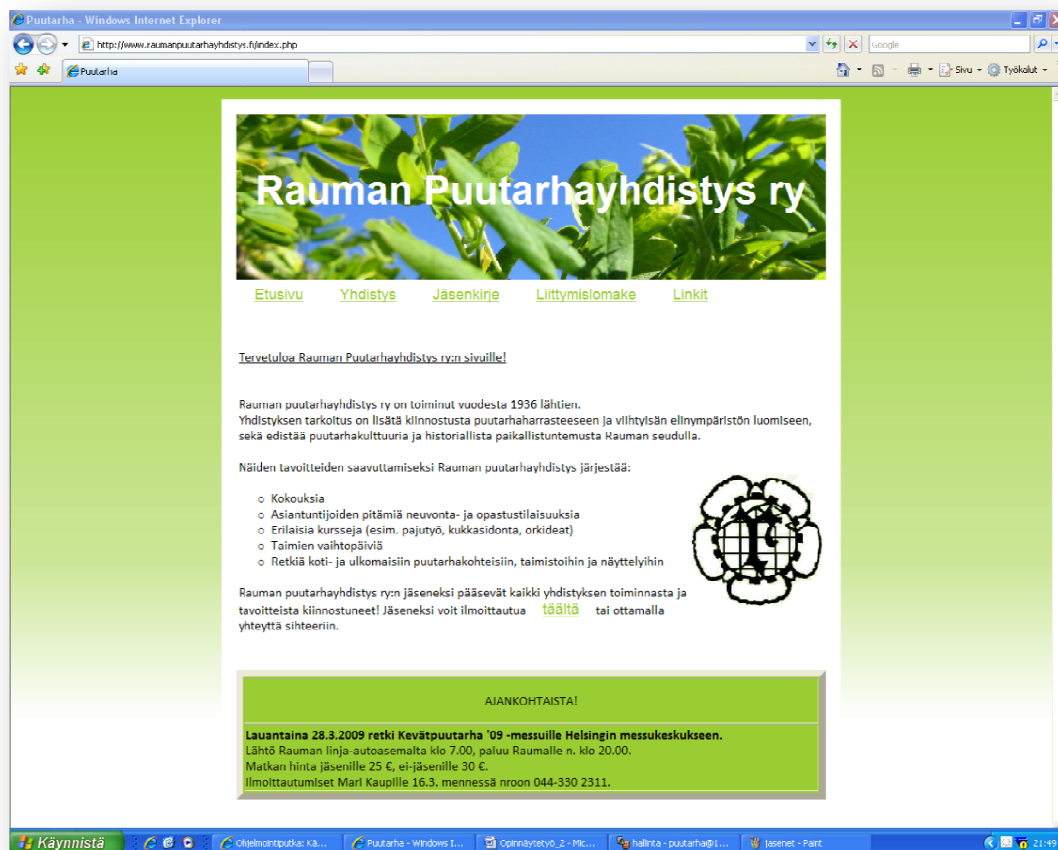 Puutarha - Windows Internet Explorer
http://www.raumanpuutarhayhdistys.fi/index.php
Google
Puutarha
Sivu
Työkalut
Rauman Puutarhayhdistys ry
Etusivu Yhdistys Jäsenkirje Liittymislomake Linkit
Tervetuloa Rauman Puutarhayhdistys ry:n sivuille!
Rauman puutarhayhdistys ry on toiminut vuodesta 1936 lähtien.
Yhdistyksen tarkoitus on lisätä kiinnostusta puutarhaharrasteeseen ja viihtyisän elinympäristön luomiseen,
sekä edistää puutarhakulttuuria ja historiallista paikallistuntemusta Rauman seudulla.
Näiden tavoitteiden saavuttamiseksi Rauman puutarhayhdistys järjestää:
Kokouksia
Asiantuntijoiden pitämiä neuvonta- ja opastustilaisuuksia
Erilaisia kursseja (esim. pajutyö, kukkasidonta, orkideat)
Taimien vaihtopäiviä
Retkiä koti- ja ulkomaisiin puutarhakohteisiin, taimistoihin ja näyttelyihin
Rauman puutarhayhdistys ry:n jäseneksi pääsevät kaikki yhdistyksen toiminnasta ja
tavoitteista kiinnostuneet! Jäseneksi voit ilmoittautua täältä tai ottamalla
yhteyttä sihteeriin.
AJANKOHTAISTA!
Lauantaina 28.3.2009 retki Kevätpuutarha '09 -messuille Helsingin messukeskukseen.
Lähtö Rauman linja-autoasemalta klo 7.00, paluu Raumalle n. klo 20.00.
Matkan hinta jäsenille 25 €, ei-jäsenille 30 €.
Ilmoittautumiset Mari Kaupille 16.3. mennessä nroon 044-330 2311.
Käynnistä
Ohjelmointiputka: Kä...
Puutarha - Windows I...
Opinnäytetyö_2 - Mic...
hallinta - puutarha@1...
jasenet - Paint
21:49